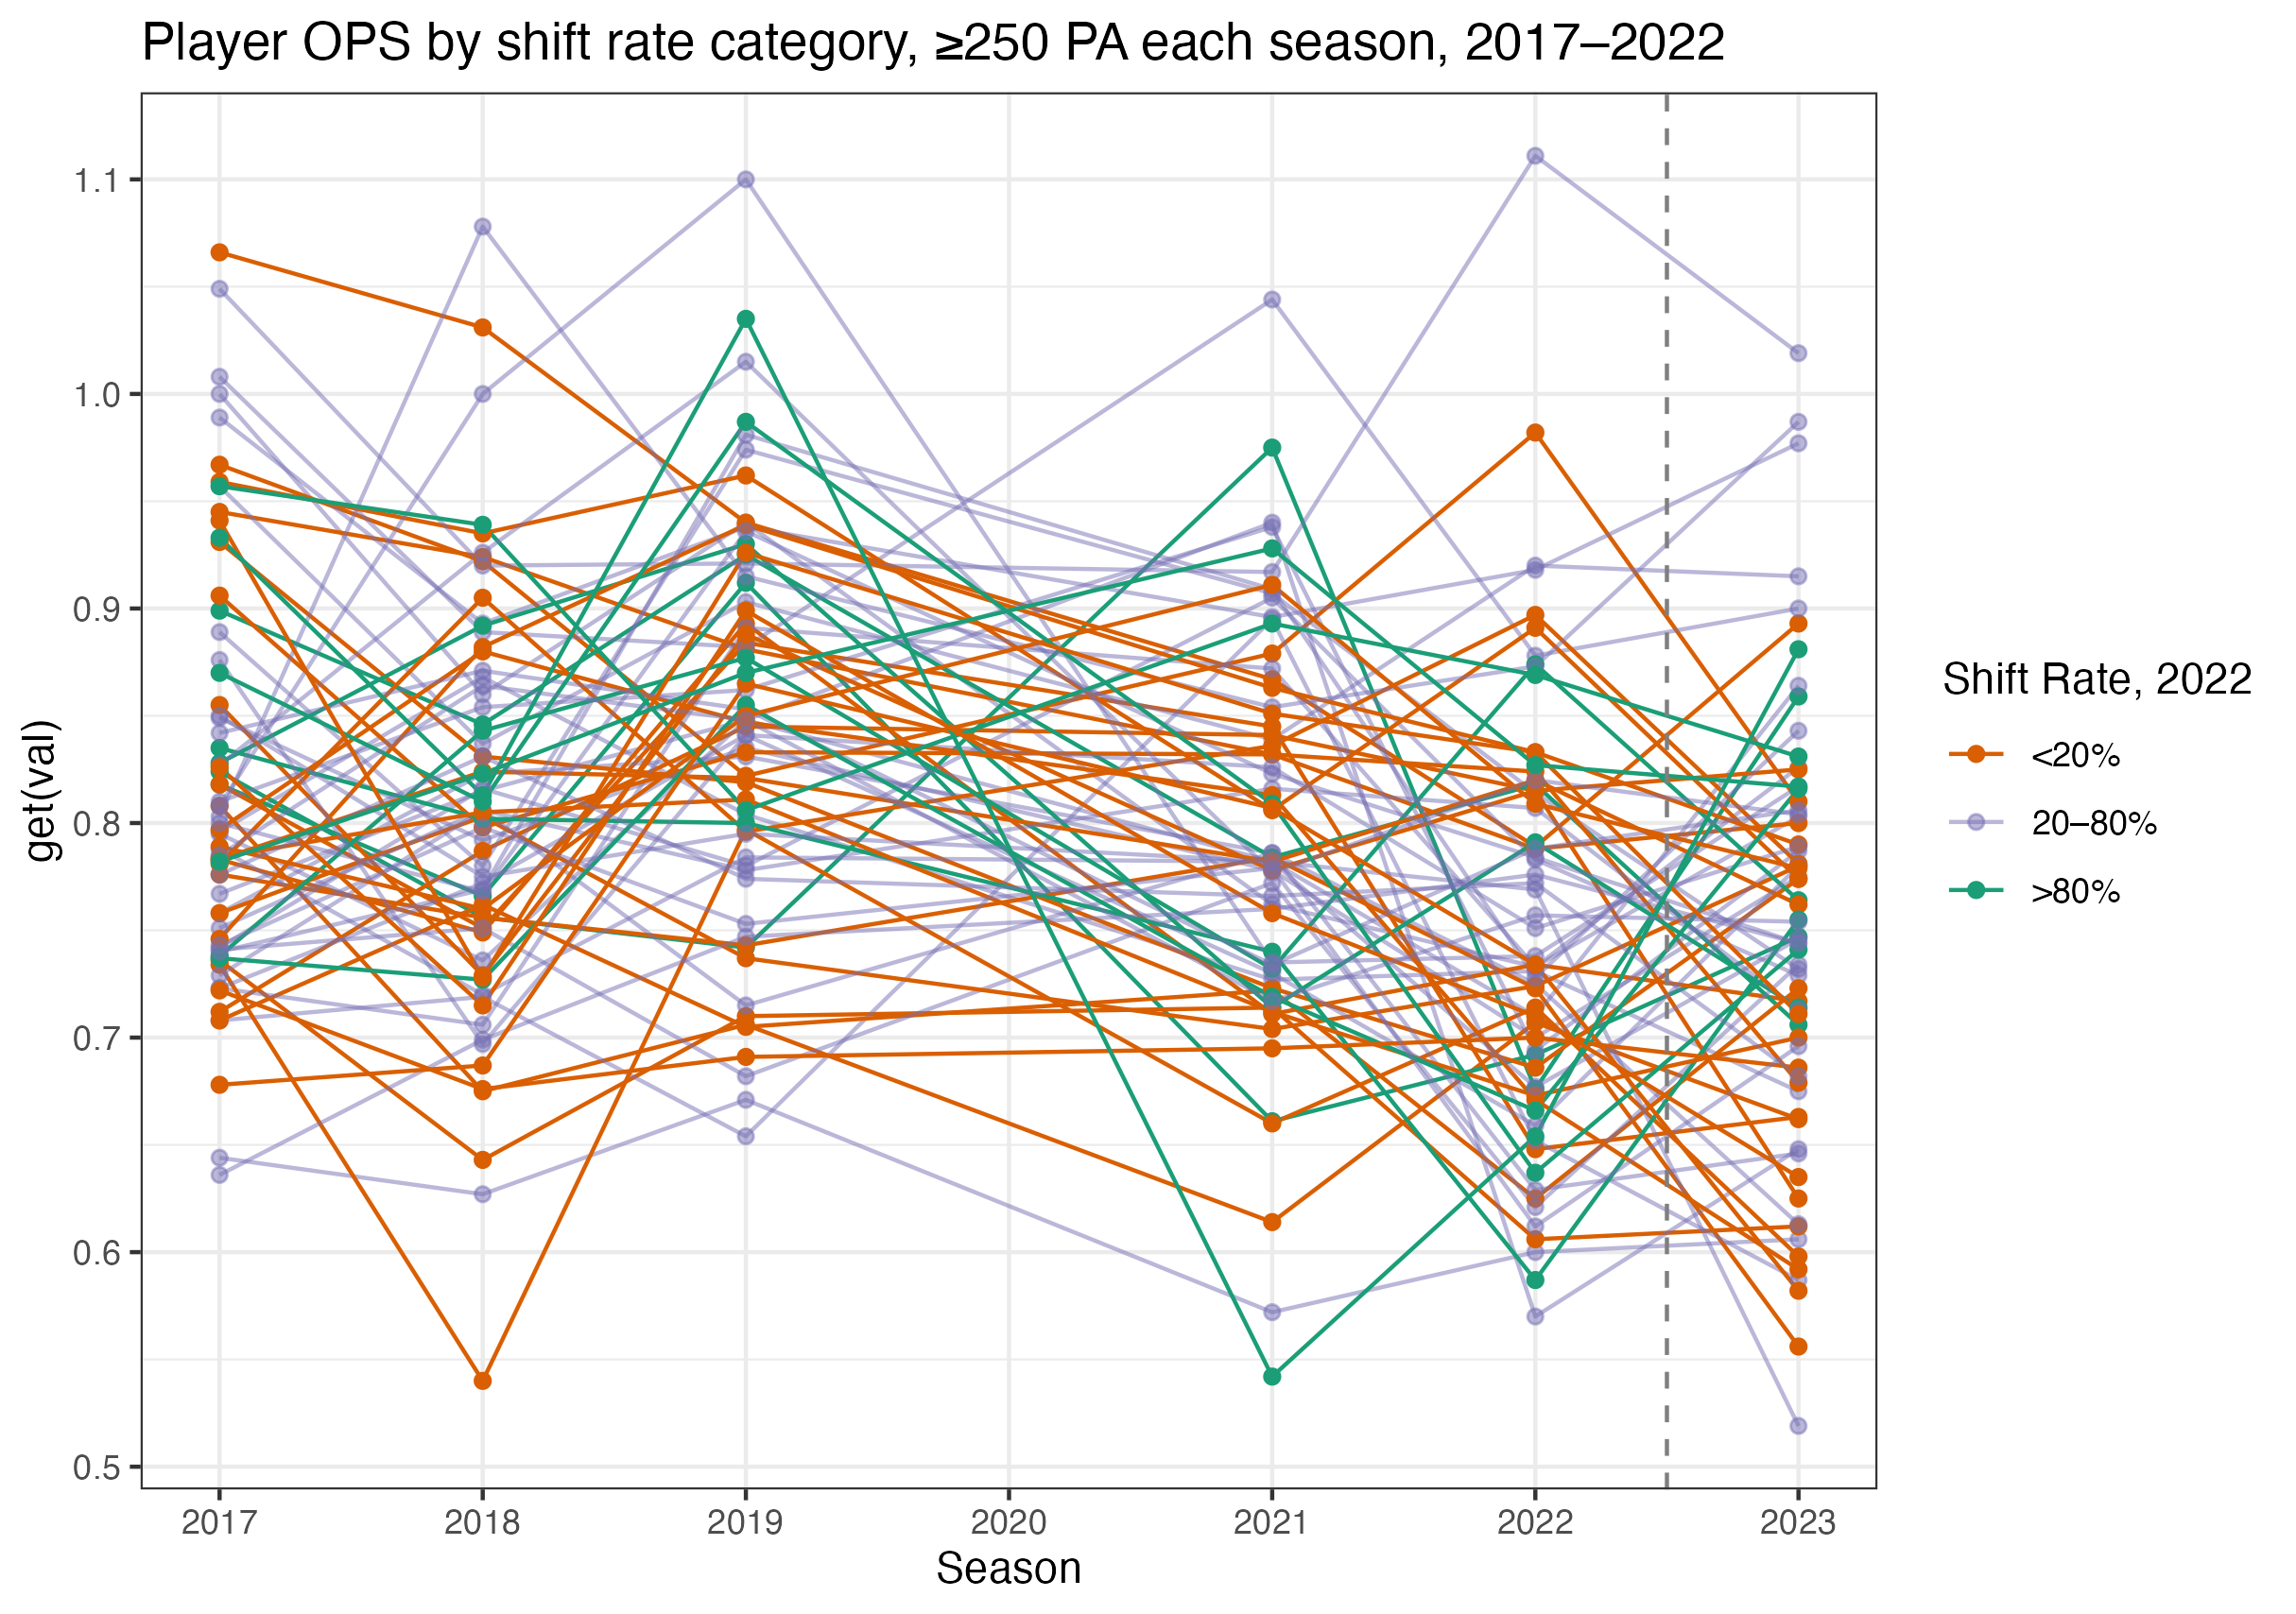 Player OPS by shift rate category, ≥250 PA each season, 2017–2022
get(val)
1.1
1.0
0.9
0.8
0.7
0.6
0.5
2017 2018 2019 2020 2021 2022 2023
Season
Shift Rate, 2022
<20%
20–80%
>80%